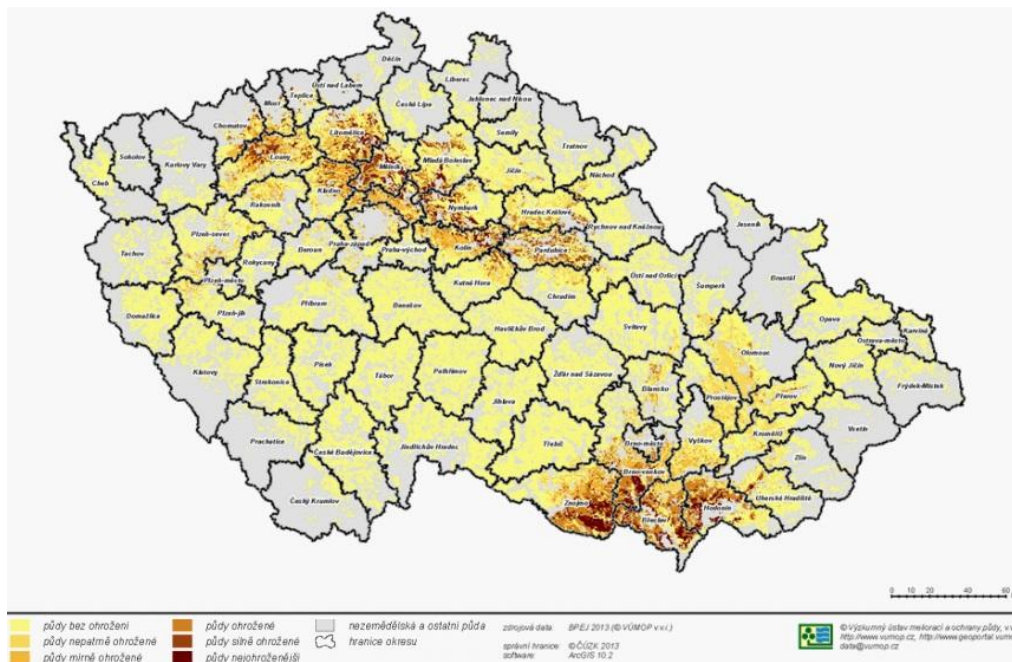 Děčín
Liberec
Ústí nad Labem
Teplice
Jablonec nad Nisou
Most
Česká Lípa
Chomutov
Semily
Litoměřice
Trutnov
Louny
Mělník
Mladá Boleslav
Sokolov
Karlovy Vary
Jičín
Náchod
Cheb
Kladno
Rakovník
Nymburk
Hradec Králové
Rychnov nad Kněžnou
Jeseník
Plzeň-sever
Praha-západ
Praha-východ
Kolín
Pardubice
Beroun
Tachov
Rokycany
Ústí nad Orlicí
Šumperk
Bruntál
Plzeň-město
Kutná Hora
Chrudim
Příbram
Benešov
Domažlice
Plzeň-jih
Opava
Karviná
Havlíčkův Brod
Svitavy
Ostrava-město
Olomouc
Klatovy
Písek
Nový Jičín
Strakonice
Tábor
Pelhřimov
Žďár nad Sázavou
Frýdek-Místek
Blansko
Prostějov
Přerov
Jihlava
Vsetín
Kroměříž
Prachatice
Třebíč
Brno-město
Vyškov
České Budějovice
Jindřichův Hradec
Zlín
Brno-venkov
Český Krumlov
Uherské Hradiště
Znojmo
Hodonín
Břeclav
0 10 20 30 40 50
půdy bez ohrožení
půdy nepatrně ohrožené
půdy mírně ohrožené
půdy ohrožené
půdy silně ohrožené
půdy nejohroženější
nezemědělská a ostatní půda
hranice okresu
zdrojová data: BPEJ 2013 (© VÚMOP v.v.i.)
správní hranice: © ČÚZK 2013
software: ArcGIS 10.2
© Výzkumný ústav meliorací a ochrany půdy, v.v
http://www.vumop.cz, http://www.geoportal.vumo
data@vumop.cz